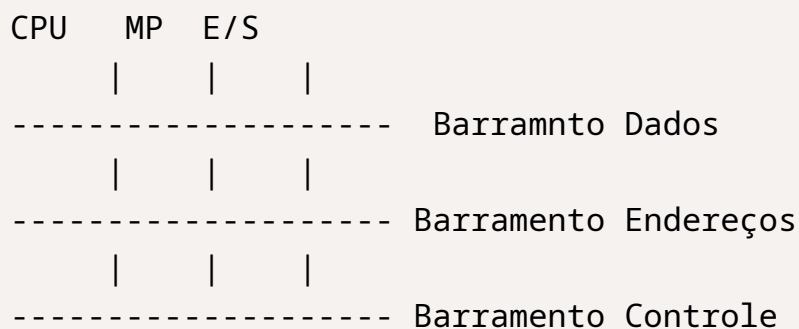 CPU MP E/S
| | |
-------------------- Barramnto Dados
| | |
-------------------- Barramento Endereços
| | |
-------------------- Barramento Controle